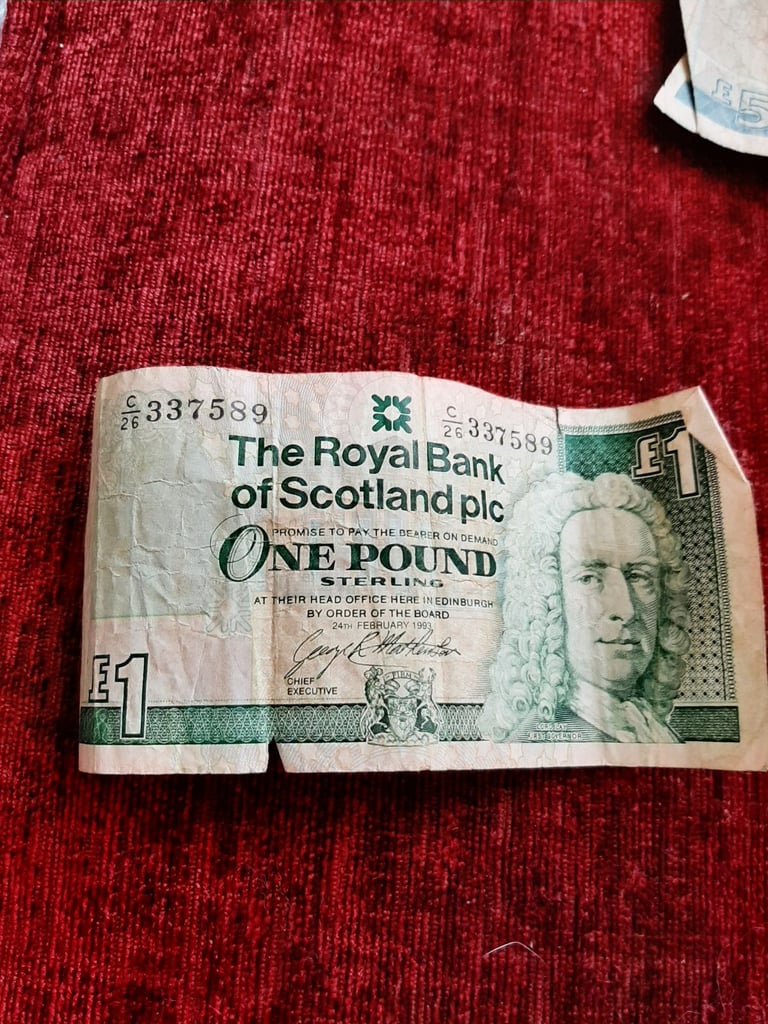 £5
C/26 337589
C/26 337589
£1
The Royal Bank
of Scotland plc
PROMISE TO PAY THE BEARER ON DEMAND
ONE POUND
STERLING
AT THEIR HEAD OFFICE HERE IN EDINBURGH
BY ORDER OF THE BOARD
24TH FEBRUARY 1993
CHIEF
EXECUTIVE
£1
FIRST GOVERNOR